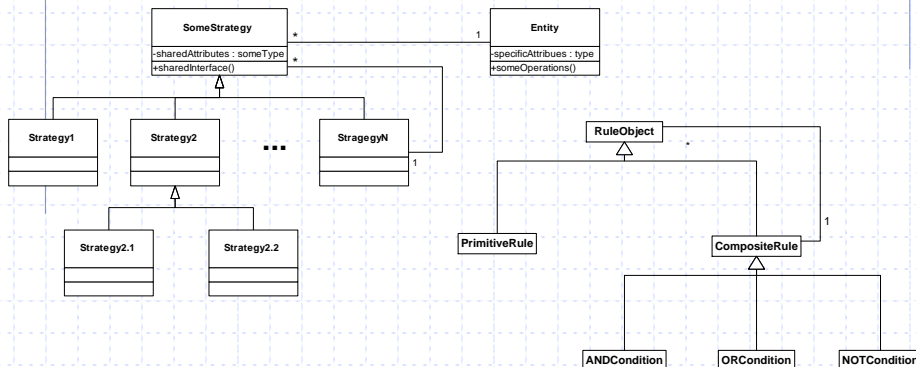 SomeStrategy
-sharedAttributes : someType
+sharedInterface()
*
*
1
Entity
-specificAttribues : type
+someOperations()
Strategy1
Strategy2
...
StragegyN
1
Strategy2.1
Strategy2.2
RuleObject
*
1
PrimitiveRule
CompositeRule
ANDCondition
ORCondition
NOTCondition